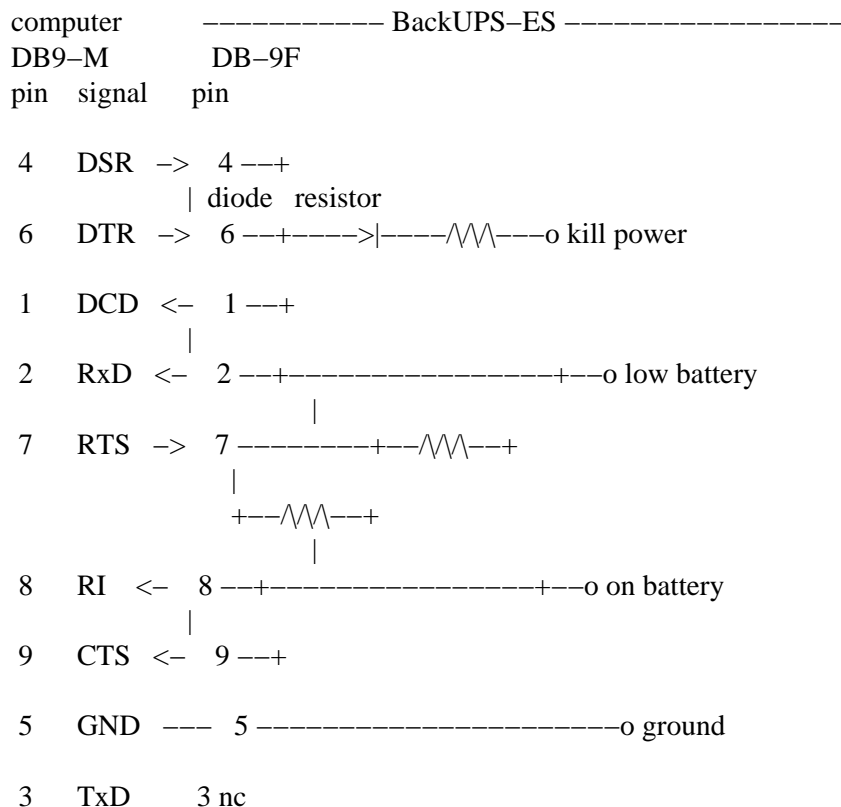 computer −−−−−−−−−−− BackUPS−ES −−−−−−−−−−−−−−−−−
DB9−M DB−9F
pin signal pin
4 DSR −> 4 −−+
| diode resistor
6 DTR −> 6 −−+−−−−>|−−−−/\/\/\−−−o kill power
1 DCD <− 1 −−+
|
2 RxD <− 2 −−+−−−−−−−−−−−−−−−−+−−o low battery
|
7 RTS −> 7 −−−−−−−−+−−/\/\/\−−+
|
+−−/\/\/\−−+
|
8 RI <− 8 −−+−−−−−−−−−−−−−−−−+−−o on battery
|
9 CTS <− 9 −−+
5 GND −−− 5 −−−−−−−−−−−−−−−−−−−−−−o ground
3 TxD 3 nc